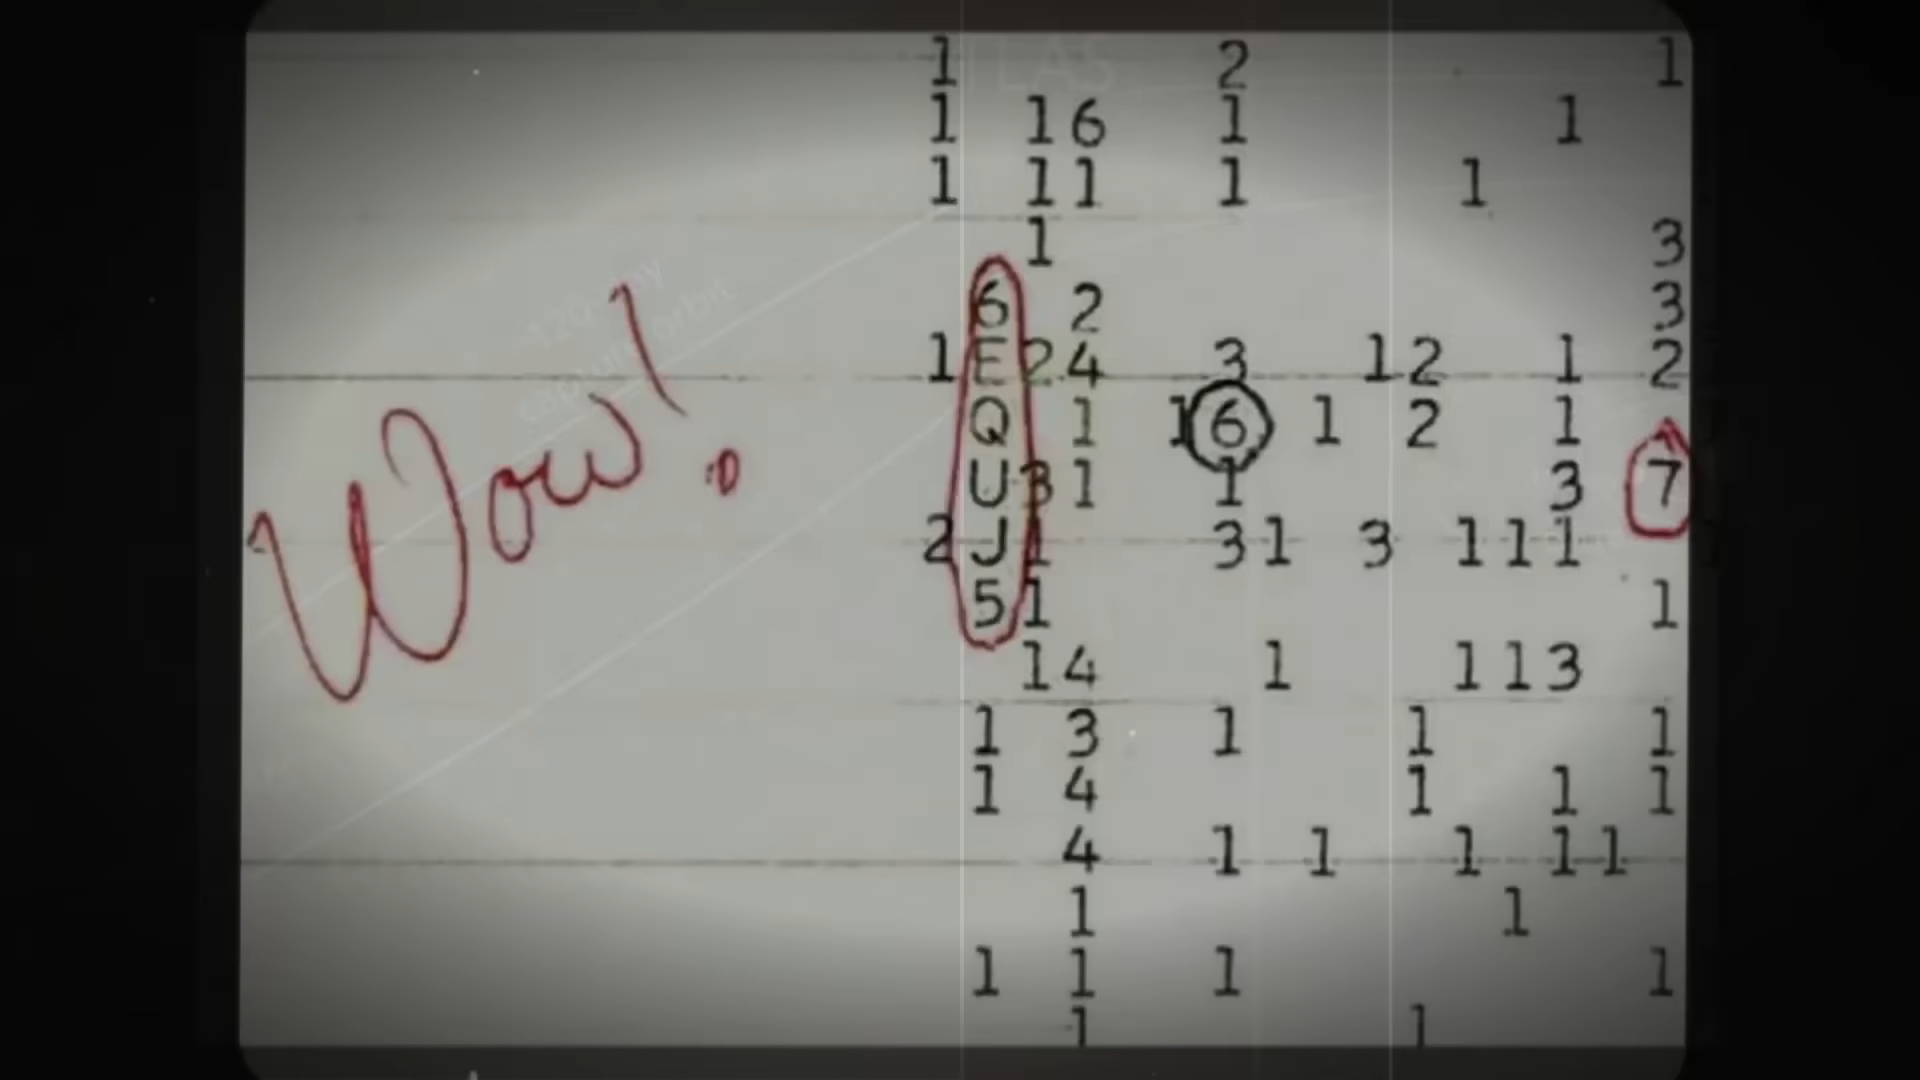 1 2 1
1 16 1 1
1 11 1 1
1 3
6 2 3
1E24 3 12 1 2
Q 1 16 1 2 1
U31 1 3 7
2J1 31 3 111
51 1
14 1 113
1 3 1 1 1
1 4 1 1 1
4 1 1 1 11
1 1
1 1 1 1
1 1
Wow!